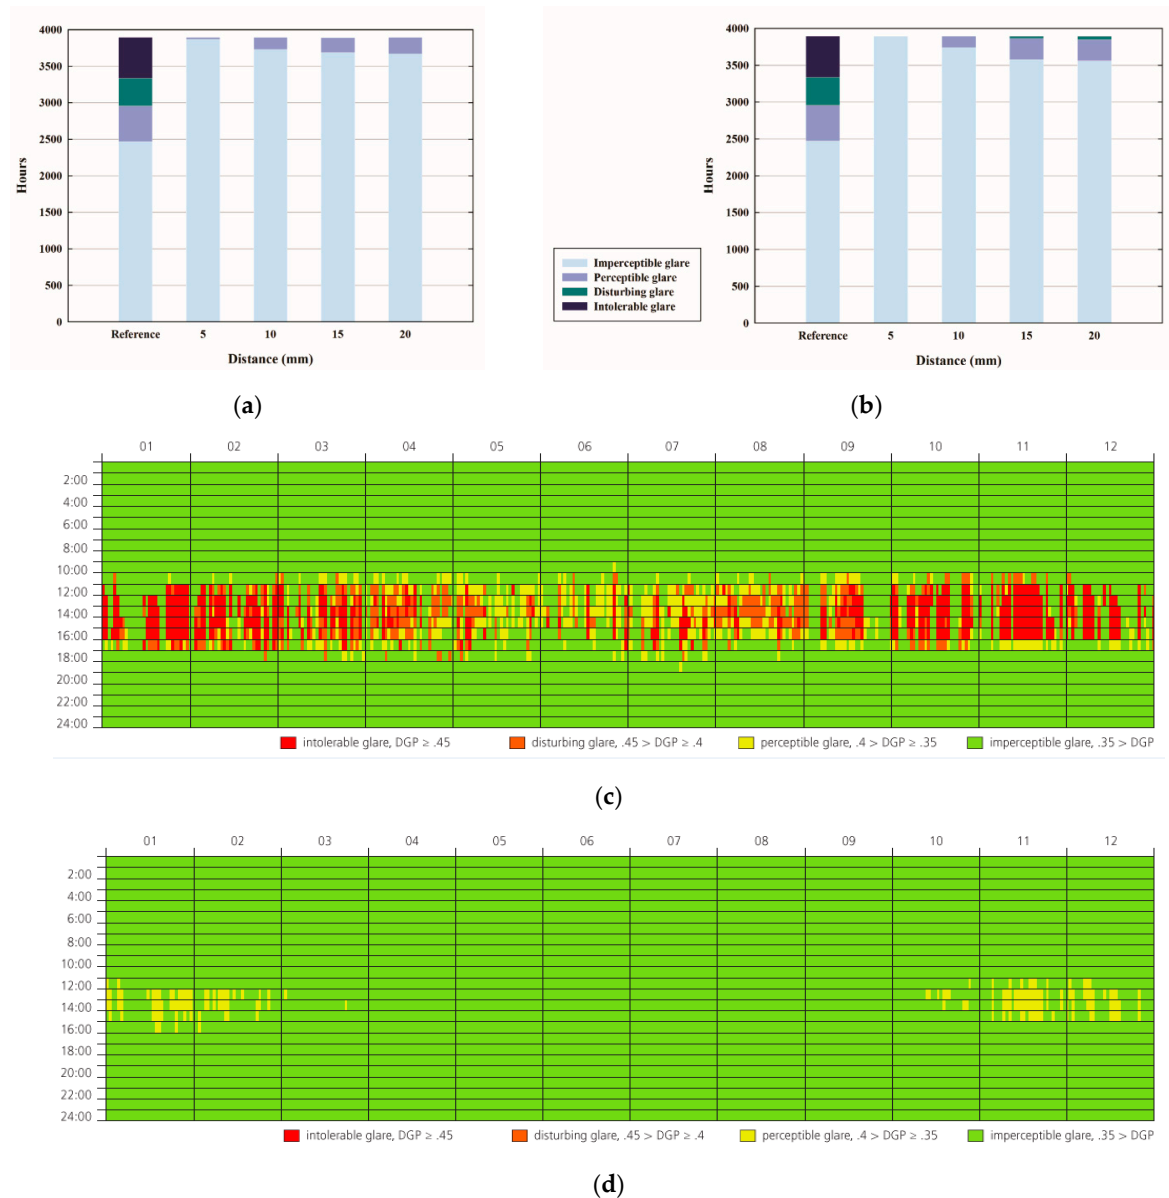 4000
3500
3000
2500
2000
1500
1000
500
0
Hours
Reference 5 10 15 20
Distance (mm)
(a)
4000
3500
3000
2500
2000
1500
1000
500
0
Hours
Imperceptible glare
Perceptible glare
Disturbing glare
Intolerable glare
Reference 5 10 15 20
Distance (mm)
(b)
01 02 03 04 05 06 07 08 09 10 11 12
2:00
4:00
6:00
8:00
10:00
12:00
14:00
16:00
18:00
20:00
22:00
24:00
intolerable glare, DGP ≥ .45 disturbing glare, .45 > DGP ≥ .4 perceptible glare, .4 > DGP ≥ .35 imperceptible glare, .35 > DGP
(c)
01 02 03 04 05 06 07 08 09 10 11 12
2:00
4:00
6:00
8:00
10:00
12:00
14:00
16:00
18:00
20:00
22:00
24:00
intolerable glare, DGP ≥ .45 disturbing glare, .45 > DGP ≥ .4 perceptible glare, .4 > DGP ≥ .35 imperceptible glare, .35 > DGP
(d)